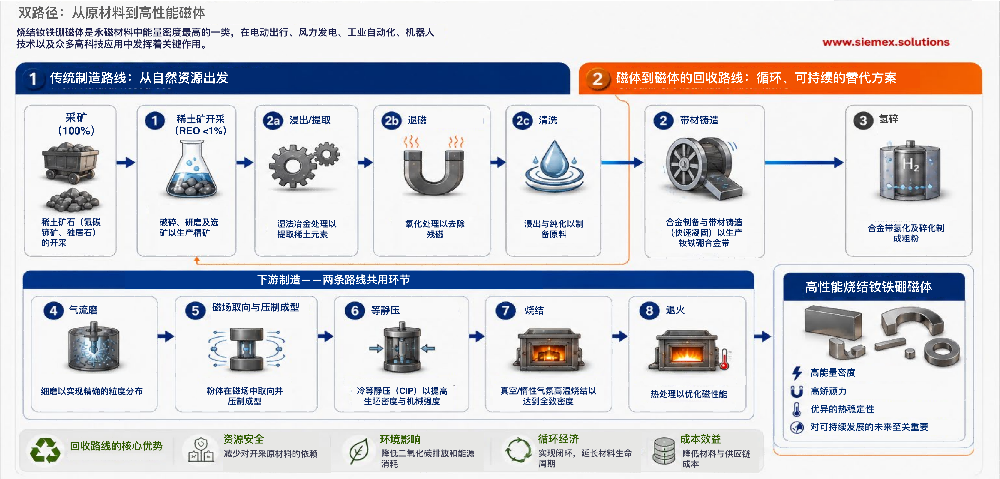 双路径：从原材料到高性能磁体
烧结钕铁硼磁体是永磁材料中能量密度最高的一类，在电动出行、风力发电、工业自动化、机器人
技术以及众多高科技应用中发挥着关键作用。
www.siemex.solutions
1 传统制造路线：从自然资源出发
2 磁体到磁体的回收路线：循环、可持续的替代方案
采矿
（100%）
稀土矿石（氟碳
铈矿、独居石）
的开采
1 稀土矿开采
（REO <1%）
破碎、研磨及选
矿以生产精矿
2a 浸出/提取
湿法冶金处理以
提取稀土元素
2b 退磁
氧化处理以去除
残磁
2c 清洗
浸出与纯化以制
备原料
2 带材铸造
合金制备与带材铸造
（快速凝固）以生产
钕铁硼合金带
3 氢碎
H2
合金带氢化及碎化制
成粗粉
下游制造——两条路线共用环节
4 气流磨
细磨以实现精确的粒度分布
5 磁场取向与压制成型
粉体在磁场中取向并
压制成型
6 等静压
冷等静压（CIP）以提高
生坯密度与机械强度
7 烧结
真空/惰性气氛高温烧结以
达到全致密度
8 退火
热处理以优化磁性能
高性能烧结钕铁硼磁体
高能量密度
高矫顽力
优异的热稳定性
对可持续发展的未来至关重要
回收路线的核心优势
资源安全
减少对开采原材料的依赖
环境影响
降低二氧化碳排放和能源
消耗
循环经济
实现闭环，延长材料生命
周期
成本效益
降低材料与供应链
成本